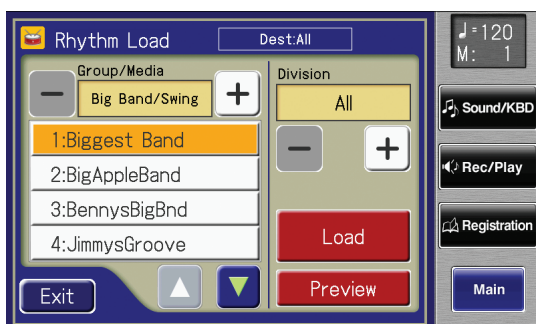 Rhythm Load
Dest:All
♩=120
M: 1
Group/Media
Big Band/Swing
Division
All
1:Biggest Band
2:BigAppleBand
3:BennysBigBnd
4:JimmysGroove
Load
Preview
Exit
Sound/KBD
Rec/Play
Registration
Main